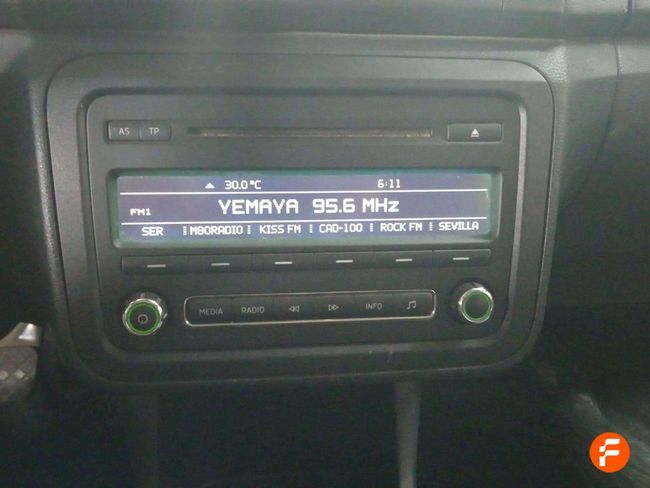 AS TP
30.0°C 6:11
FM1 YEMAYA 95.6 MHz
SER M80RADIO KISS FM CAD-100 ROCK FM SEVILLA
MEDIA RADIO INFO